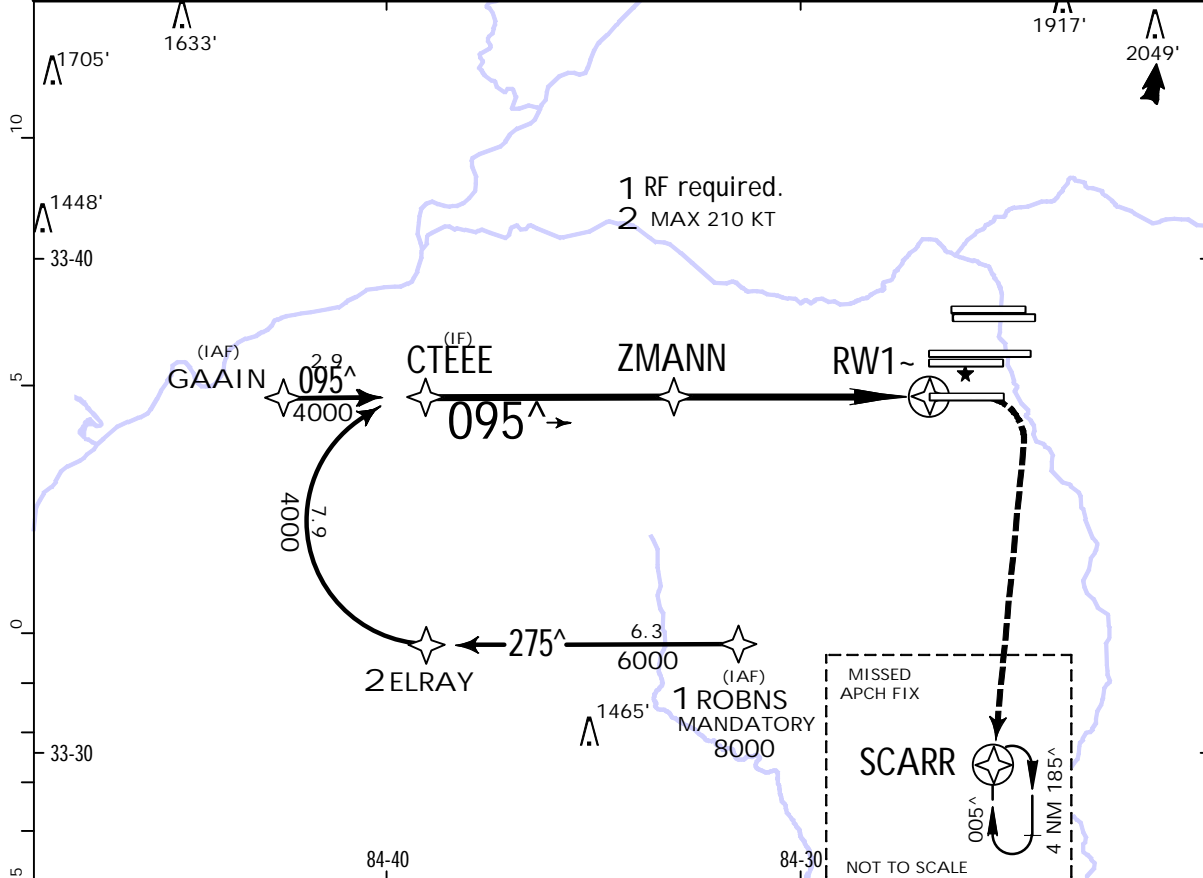 1633'
1917'
2049'
1705'
10
1 RF required.
2 MAX 210 KT
1448'
33-40
(IAF)
GAAIN
2.9
095^
4000
(IF)
CTEEE
ZMANN
RW1~
5
095^
4000
7.9
0
275^
6.3
6000
2 ELRAY
(IAF)
1 ROBNS
MANDATORY
8000
1465'
MISSED
APCH FIX
33-30
SCARR
005^
4 NM 185^
84-40
84-30
NOT TO SCALE
5